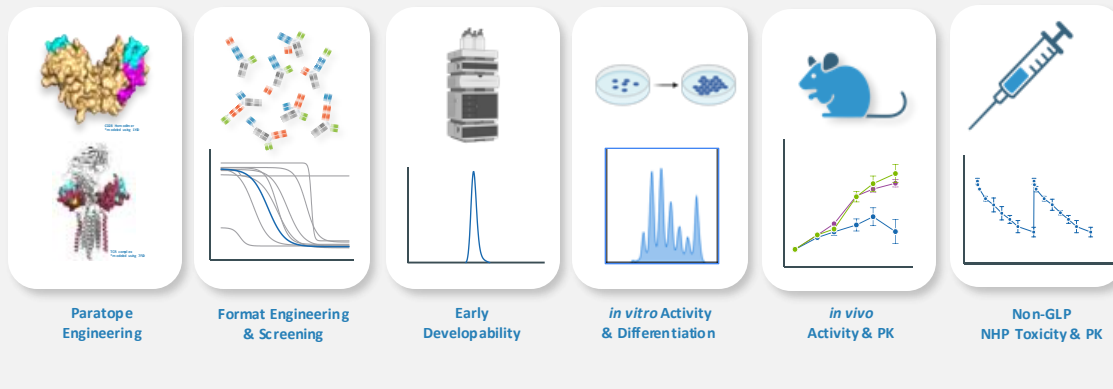 Paratope
Engineering
Format Engineering
& Screening
Early
Developability
in vitro Activity
& Differentiation
in vivo
Activity & PK
Non-GLP
NHP Toxicity & PK